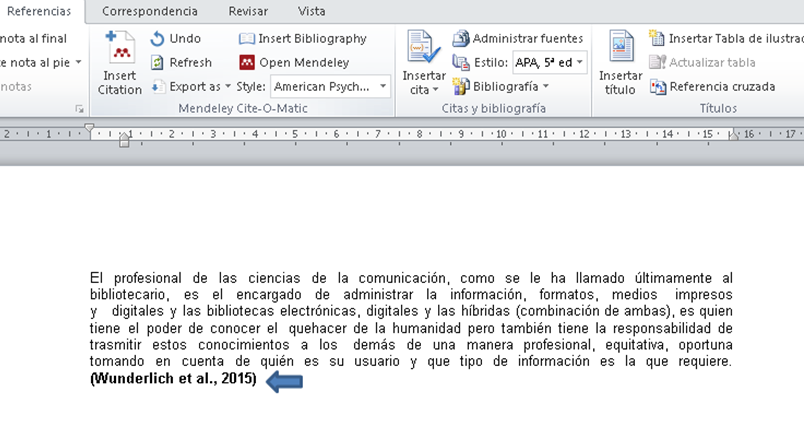 Referencias Correspondencia Revisar Vista
nota al final Undo Insert Bibliography Administrar fuentes Insertar Tabla de ilustrac
e nota al pie Refresh Open Mendeley Estilo: APA, 5ª ed Actualizar tabla
notas Insert Citation Export as Style: American Psych... Insertar cita Bibliografía Insertar título Referencia cruzada
Mendeley Cite-O-Matic Citas y bibliografía Títulos
2 1 1 1 2 3 4 5 6 7 8 9 10 11 12 13 14 15 16 17
El profesional de las ciencias de la comunicación, como se le ha llamado últimamente al
bibliotecario, es el encargado de administrar la información, formatos, medios impresos
y digitales y las bibliotecas electrónicas, digitales y las híbridas (combinación de ambas), es quien
tiene el poder de conocer el quehacer de la humanidad pero también tiene la responsabilidad de
trasmitir estos conocimientos a los demás de una manera profesional, equitativa, oportuna
tomando en cuenta de quién es su usuario y que tipo de información es la que requiere.
(Wunderlich et al., 2015)